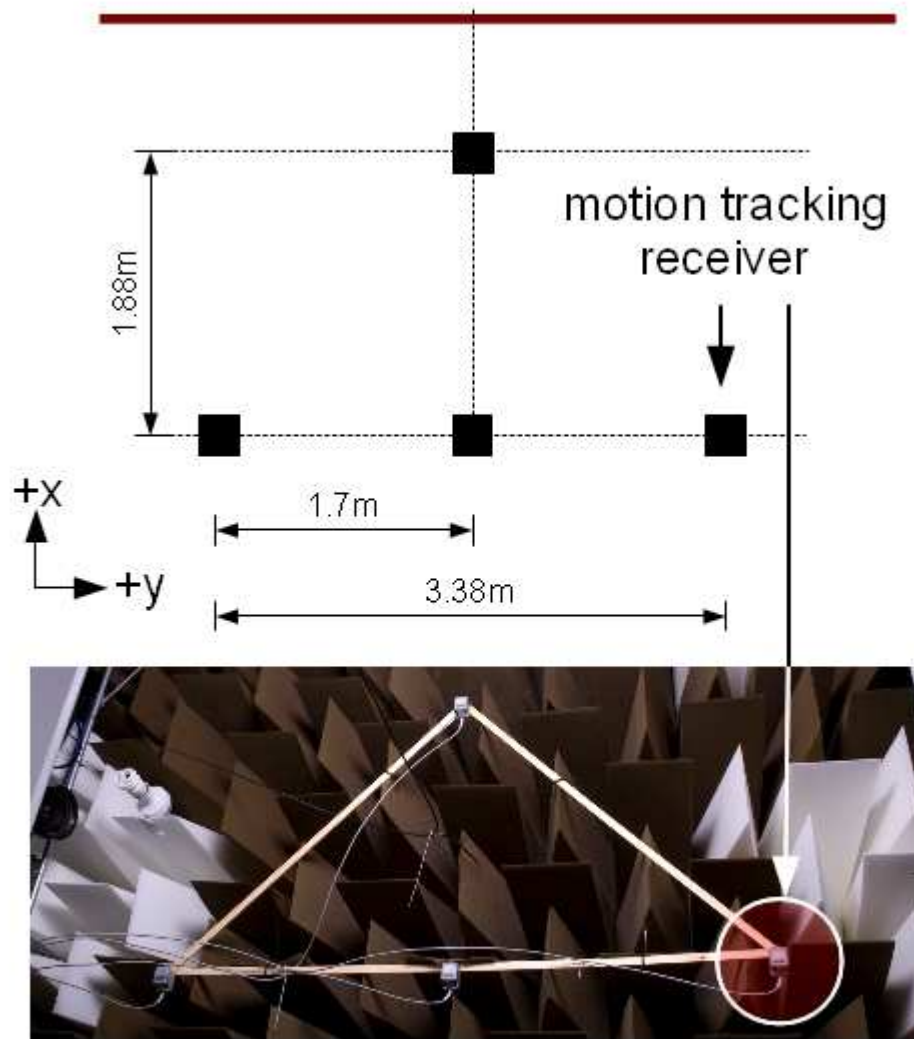 motion tracking
receiver
1.88m
+x
1.7m
+y
3.38m